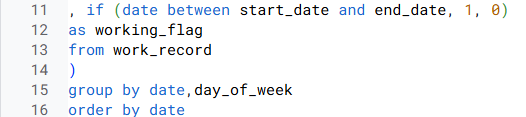 11 , if (date between start_date and end_date, 1, 0)
12 as working_flag
13 from work_record
14 )
15 group by date,day_of_week
16 order by date